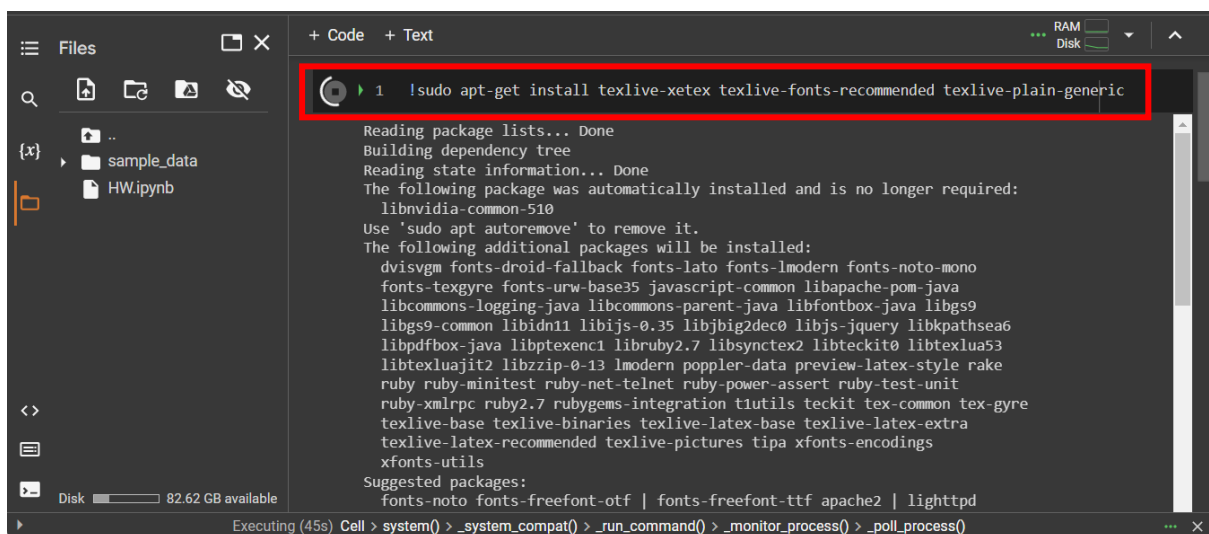 Files
+ Code + Text
RAM
Disk
{x}
..
sample_data
HW.ipynb
1 !sudo apt-get install texlive-xetex texlive-fonts-recommended texlive-plain-generic
Reading package lists... Done
Building dependency tree
Reading state information... Done
The following package was automatically installed and is no longer required:
libnvidia-common-510
Use 'sudo apt autoremove' to remove it.
The following additional packages will be installed:
dvisvgm fonts-droid-fallback fonts-lato fonts-lmodern fonts-noto-mono
fonts-texgyre fonts-urw-base35 javascript-common libapache-pom-java
libcommons-logging-java libcommons-parent-java libfontbox-java libgs9
libgs9-common libidn11 libijs-0.35 libjbig2dec0 libjs-jquery libkpathsea6
libpdfbox-java libptexenc1 libruby2.7 libsynctex2 libteckit0 libtexlua53
libtexluajit2 libzzip-0-13 lmodern poppler-data preview-latex-style rake
ruby ruby-minitest ruby-net-telnet ruby-power-assert ruby-test-unit
ruby-xmlrpc ruby2.7 rubygems-integration t1utils teckit tex-common tex-gyre
texlive-base texlive-binaries texlive-latex-base texlive-latex-extra
texlive-latex-recommended texlive-pictures tipa xfonts-encodings
xfonts-utils
Suggested packages:
fonts-noto fonts-freefont-otf | fonts-freefont-ttf apache2 | lighttpd
Disk 82.62 GB available
Executing (45s) Cell > system() > _system_compat() > _run_command() > _monitor_process() > _poll_process()